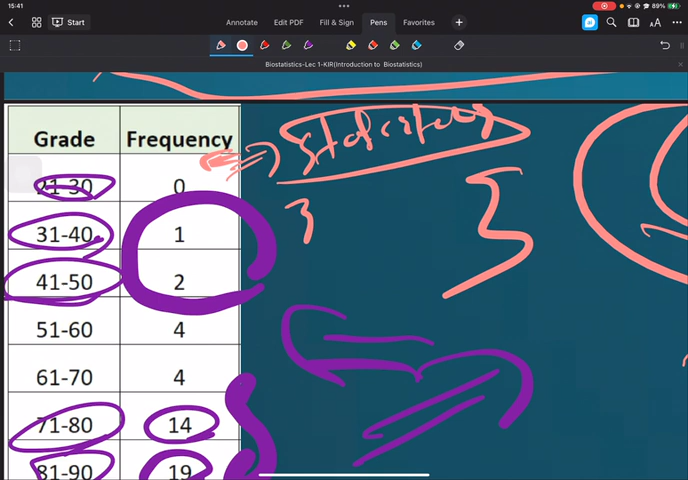 15:41
89%
Start
Annotate
Edit PDF
Fill & Sign
Pens
Favorites
Biostatistics-Lec 1-KIR(Introduction to Biostatistics)
Grade Frequency
21-30 0
31-40 1
41-50 2
51-60 4
61-70 4
71-80 14
81-90 19